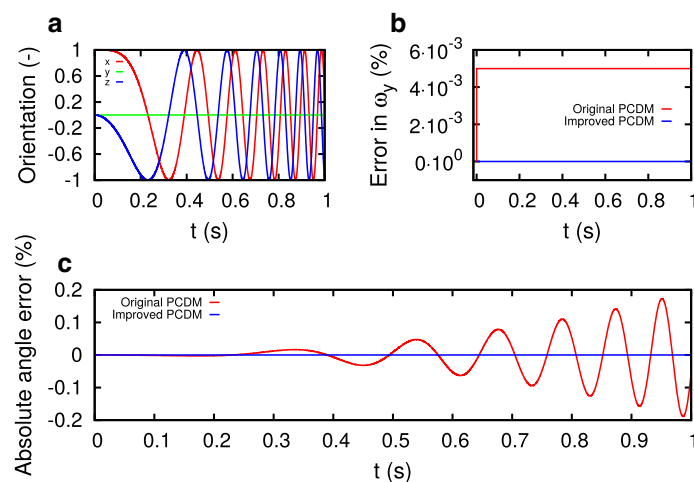 a
Orientation (-)
1
0.6
0.2
-0.2
-0.6
-1
x
y
z
0 0.2 0.4 0.6 0.8 1
t (s)
b
Error in ωy (%)
6·10-3
4·10-3
2·10-3
0·100
Original PCDM
Improved PCDM
0 0.2 0.4 0.6 0.8 1
t (s)
c
Absolute angle error (%)
0.2
0.1
0
-0.1
-0.2
Original PCDM
Improved PCDM
0 0.1 0.2 0.3 0.4 0.5 0.6 0.7 0.8 0.9 1
t (s)